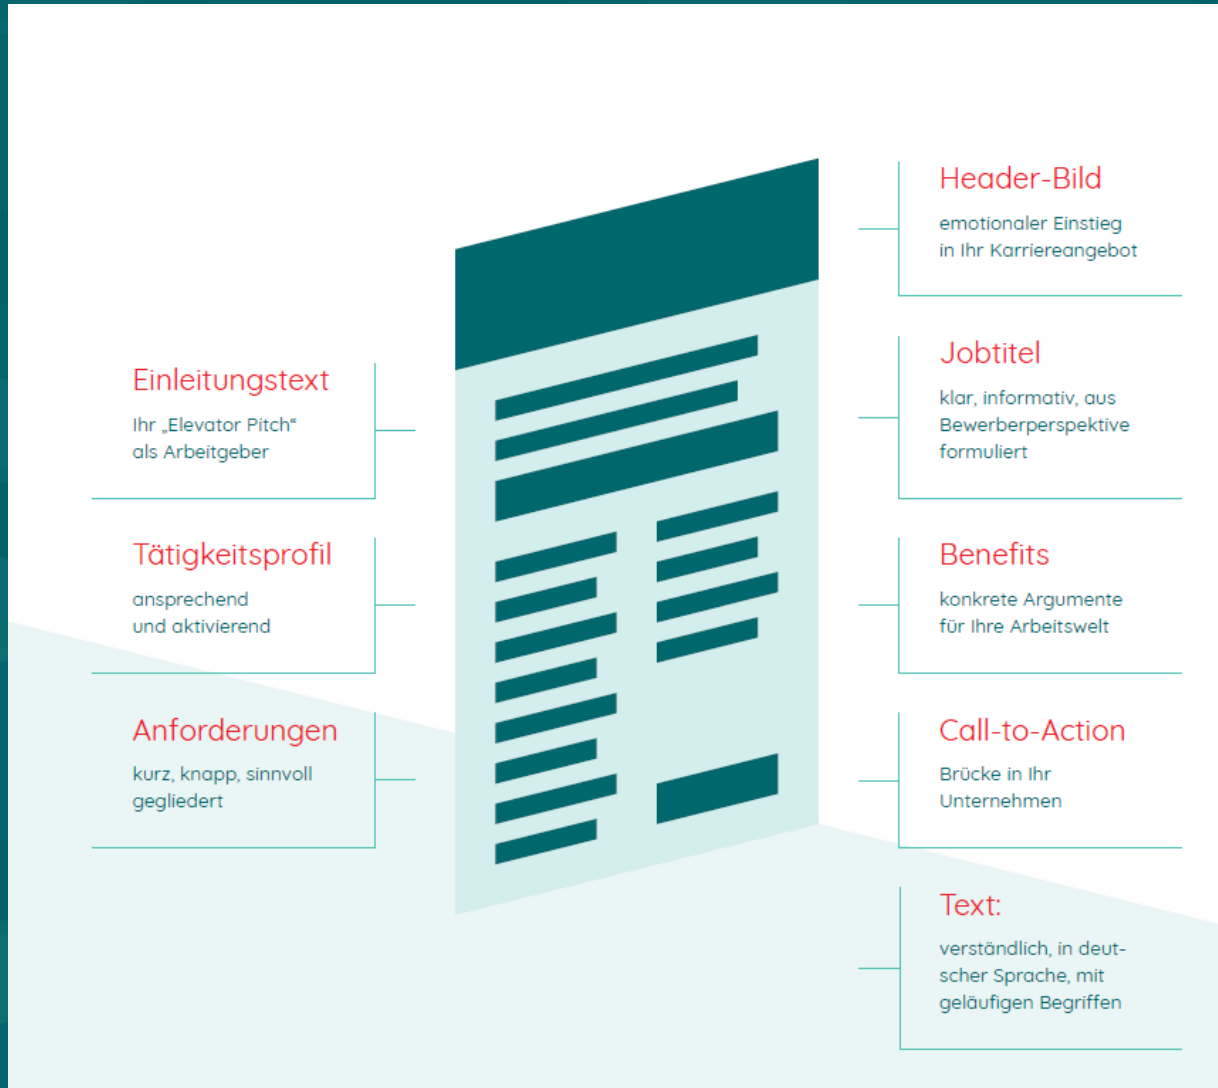 Header-Bild
emotionaler Einstieg
in Ihr Karriereangebot
Einleitungstext
Ihr „Elevator Pitch“
als Arbeitgeber
Jobtitel
klar, informativ, aus
Bewerberperspektive
formuliert
Tätigkeitsprofil
ansprechend
und aktivierend
Benefits
konkrete Argumente
für Ihre Arbeitswelt
Anforderungen
kurz, knapp, sinnvoll
gegliedert
Call-to-Action
Brücke in Ihr
Unternehmen
Text:
verständlich, in deut-
scher Sprache, mit
geläufigen Begriffen